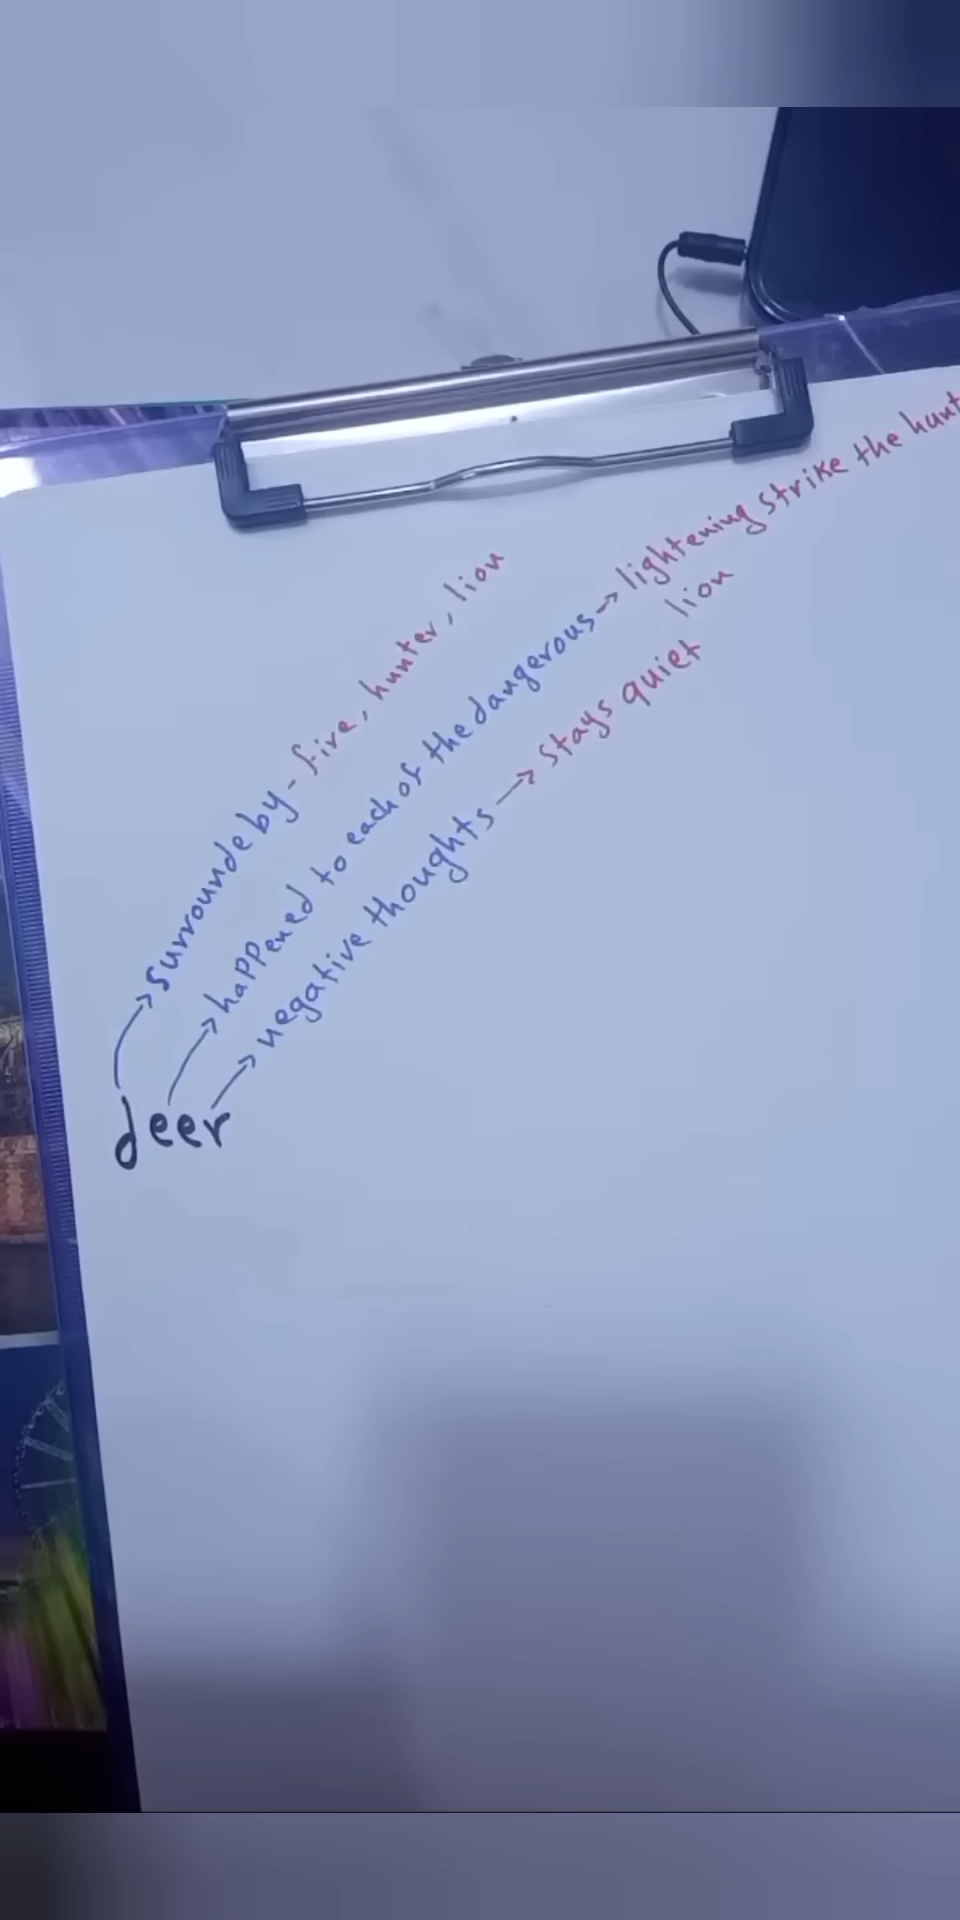 surrounde by - fire, hunter, lion
happened to each of the dangerous → lightening strike the hunt
lion
negative thoughts → stays quiet
deer